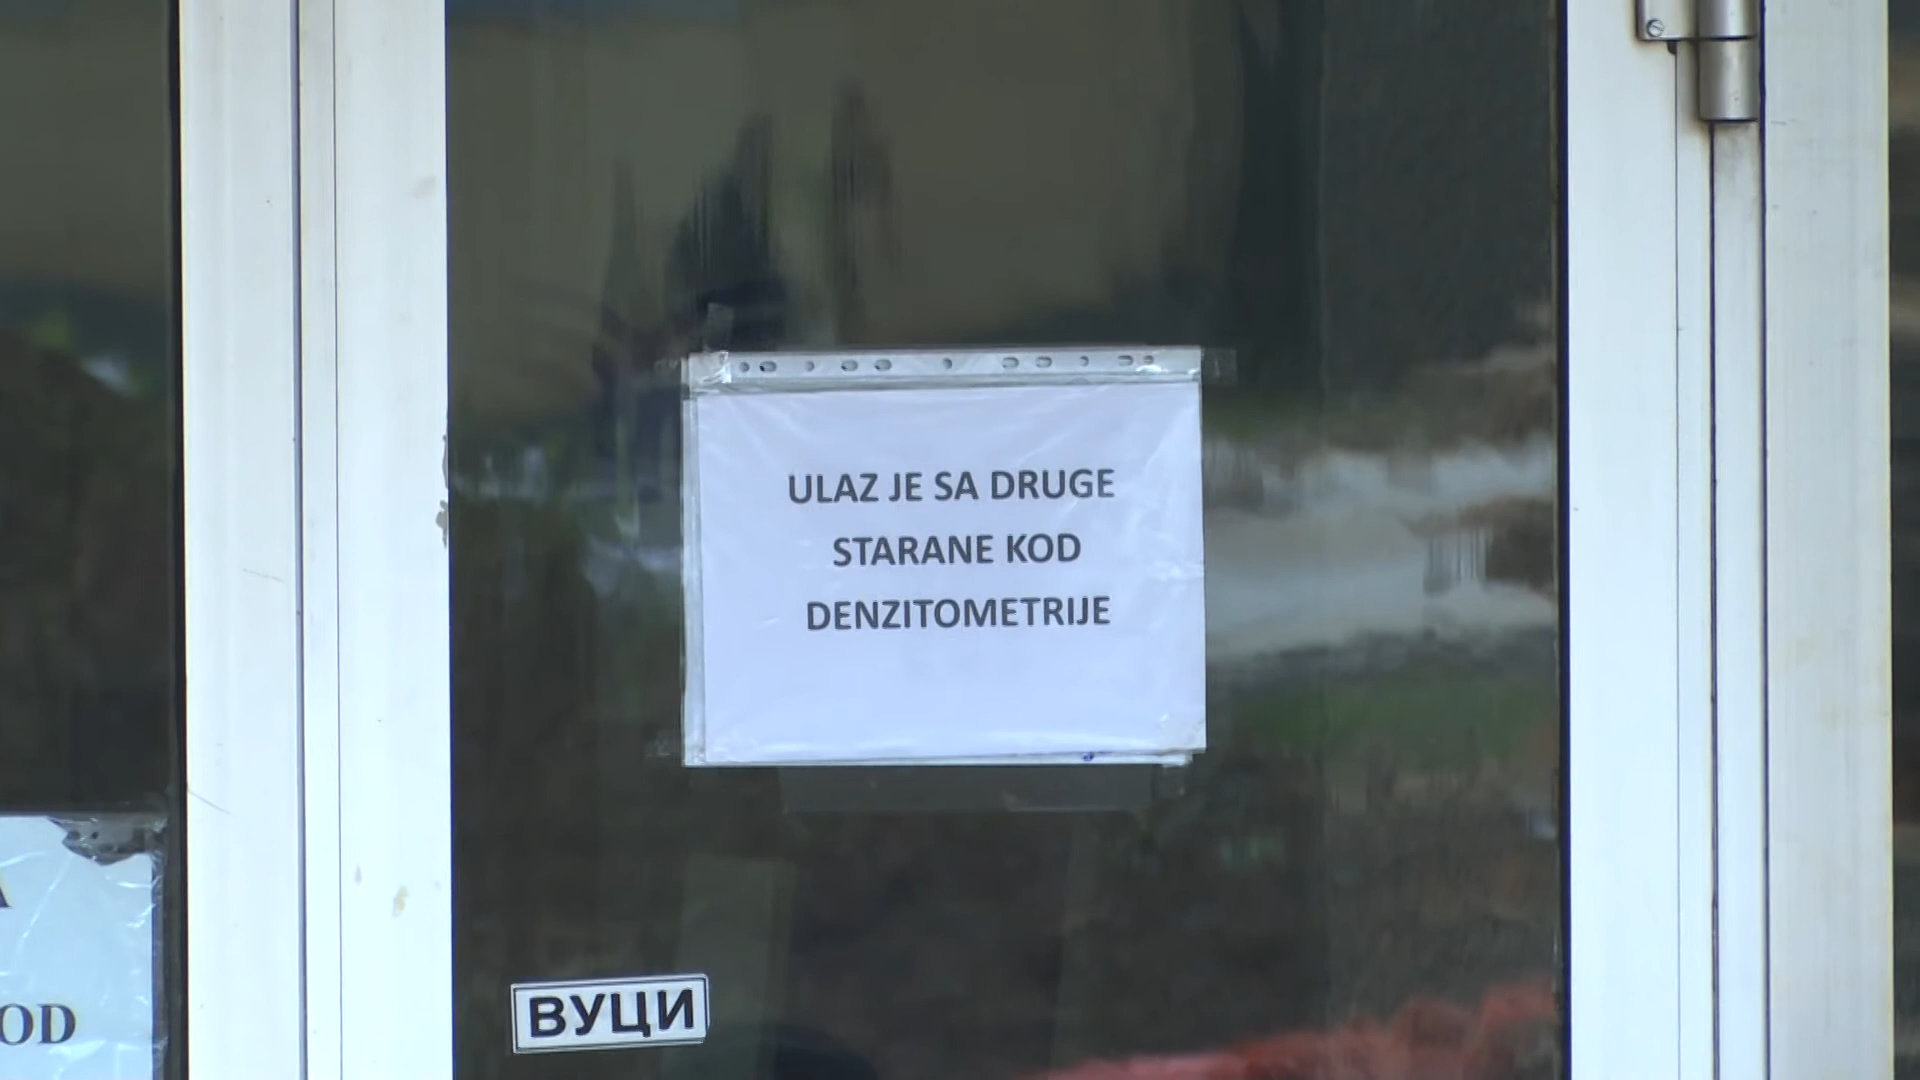 ULAZ JE SA DRUGE
STARANE KOD
DENZITOMETRIJE
ВУЦИ
OD